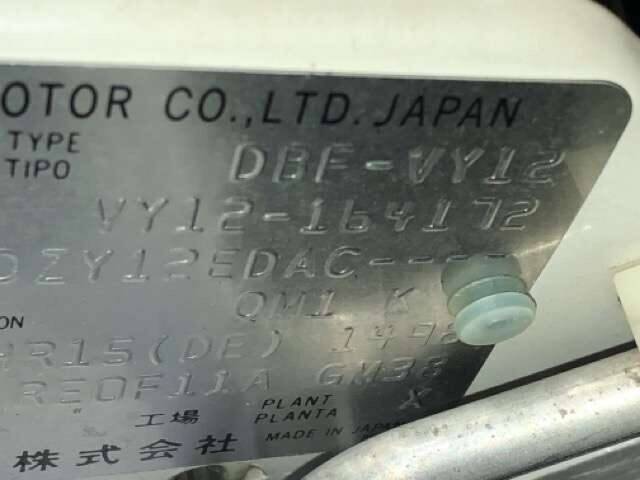 OTOR CO.,LTD. JAPAN
TYPE
TIPO
DBF-VY12
VY12-164172
DZY12EDAC-----
QM1 K
ON
HR15(DE) 149
RE0F11A GM38
工場 PLANT PLANTA X
MADE IN JAPAN
株式会社